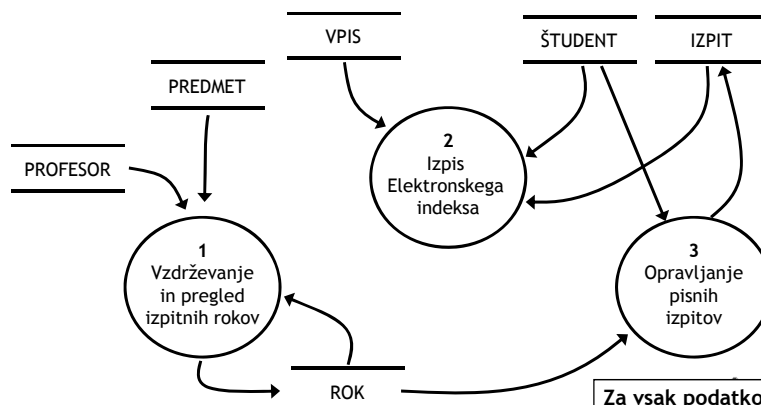 VPIS
ŠTUDENT
IZPIT
PREDMET
PROFESOR
2
Izpis
Elektronskega
indeksa
1
Vzdrževanje
in pregled
izpitnih rokov
3
Opravljanje
pisnih
izpitov
ROK
Za vsak podatko